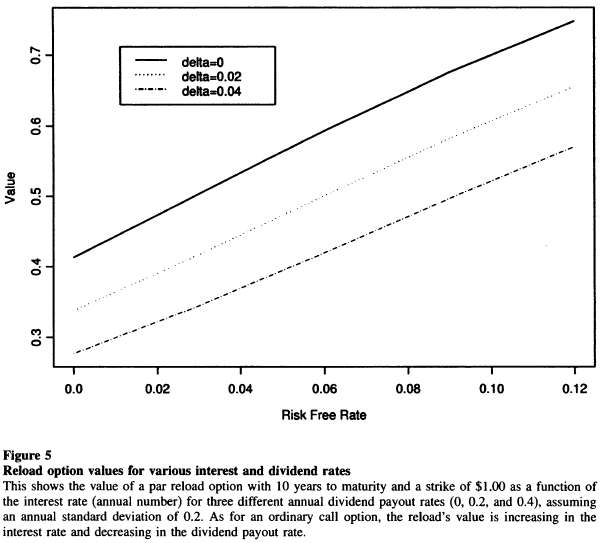 delta=0
delta=0.02
delta=0.04
0.7
0.6
0.5
0.4
0.3
Value
0.0 0.02 0.04 0.06 0.08 0.10 0.12
Risk Free Rate
Figure 5
Reload option values for various interest and dividend rates
This shows the value of a par reload option with 10 years to maturity and a strike of $1.00 as a function of
the interest rate (annual number) for three different annual dividend payout rates (0, 0.2, and 0.4), assuming
an annual standard deviation of 0.2. As for an ordinary call option, the reload's value is increasing in the
interest rate and decreasing in the dividend payout rate.